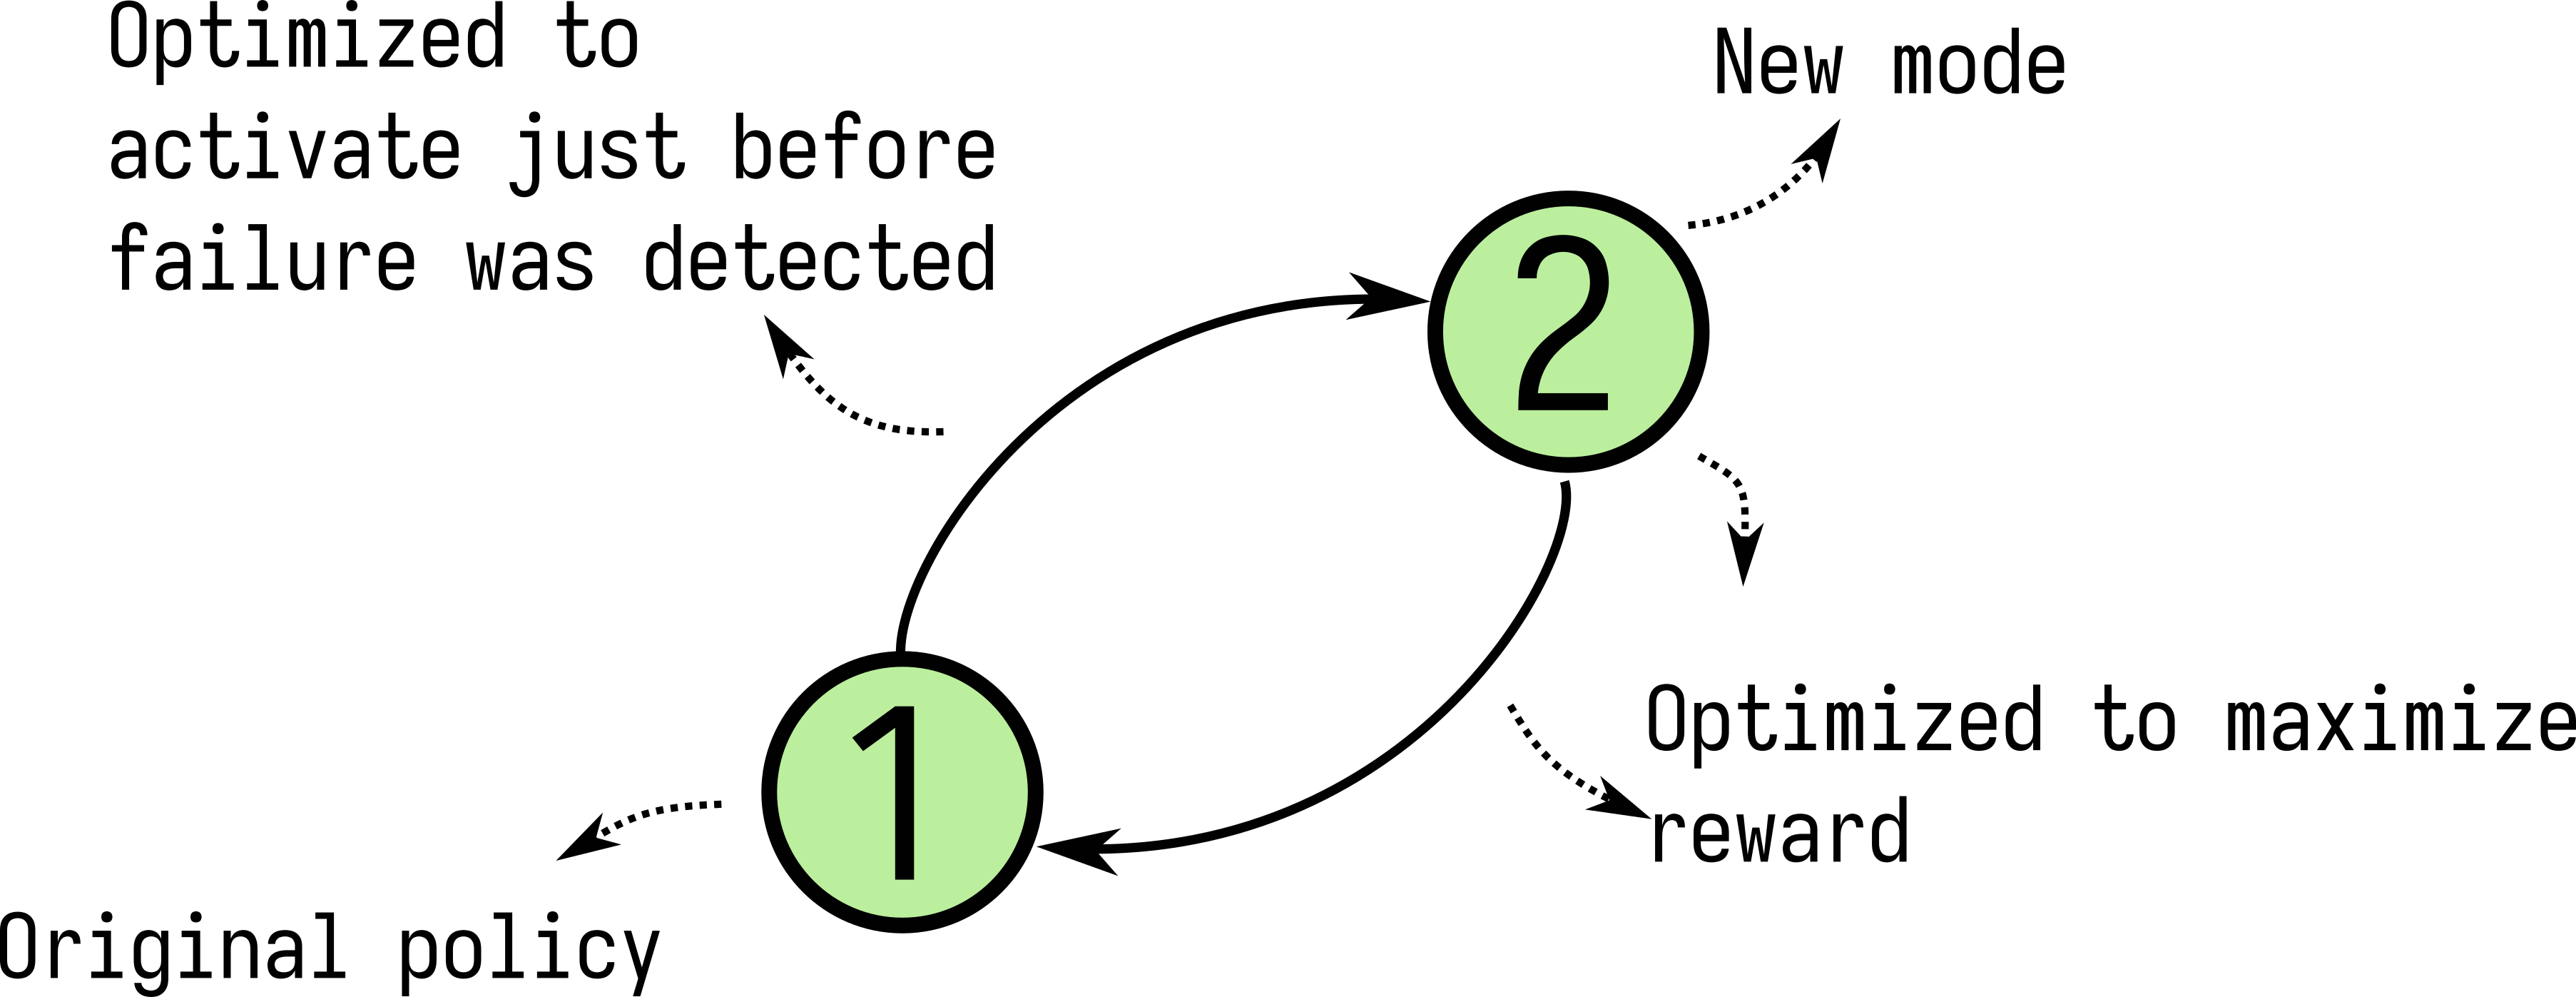 Optimized to
activate just before
failure was detected
New mode
2
1
Optimized to maximize
reward
Original policy